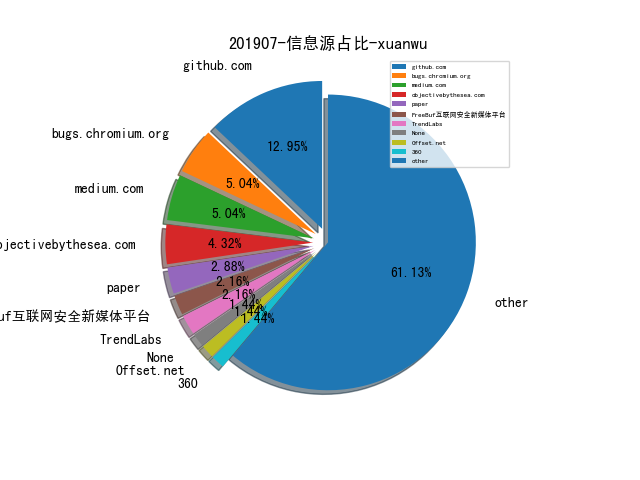 201907-信息源占比-xuanwu
github.com
bugs.chromium.org
medium.com
objectivebythesea.com
paper
FreeBuf互联网安全新媒体平台
TrendLabs
None
Offset.net
360
other
github.com
12.95%
bugs.chromium.org
5.04%
medium.com
5.04%
bjectivebythesea.com
4.32%
paper
2.88%
uf互联网安全新媒体平台
2.16%
TrendLabs
2.16%
None
1.44%
Offset.net
1.44%
360
1.44%
other
61.13%